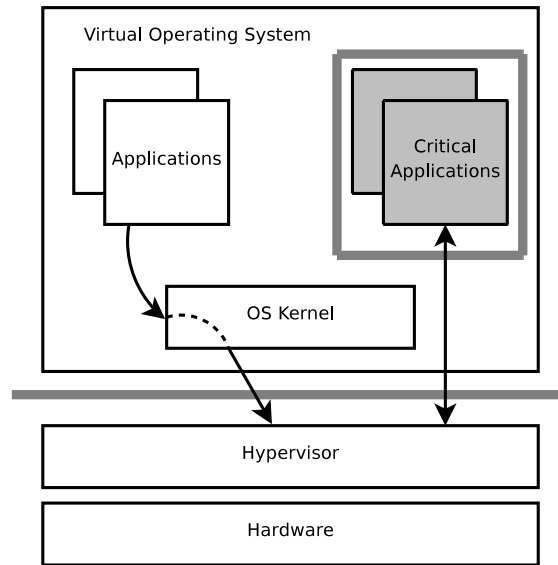 Virtual Operating System
Applications
Critical
Applications
OS Kernel
Hypervisor
Hardware